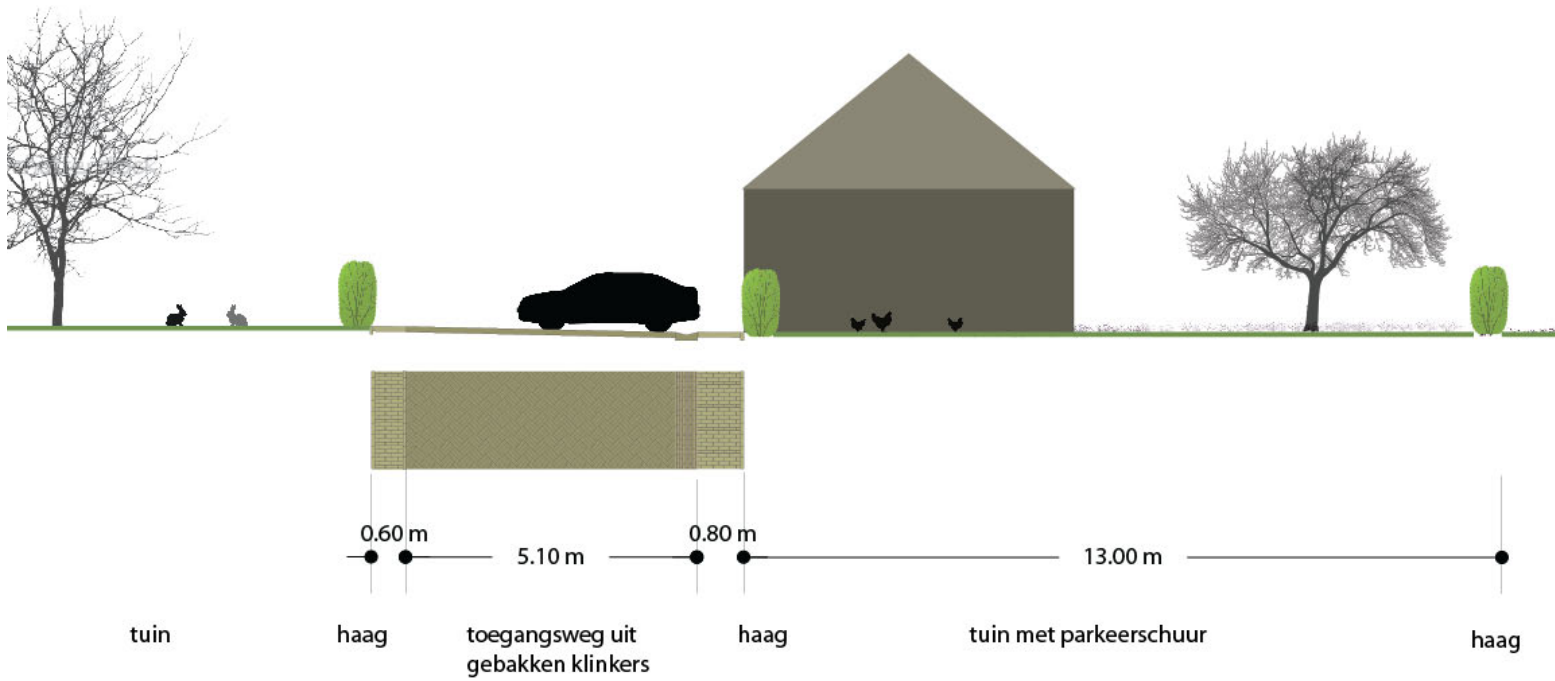 0.60 m
0.80 m
5.10 m
13.00 m
tuin
haag
toegangsweg uit
gebakken klinkers
haag
tuin met parkeerschuur
haag